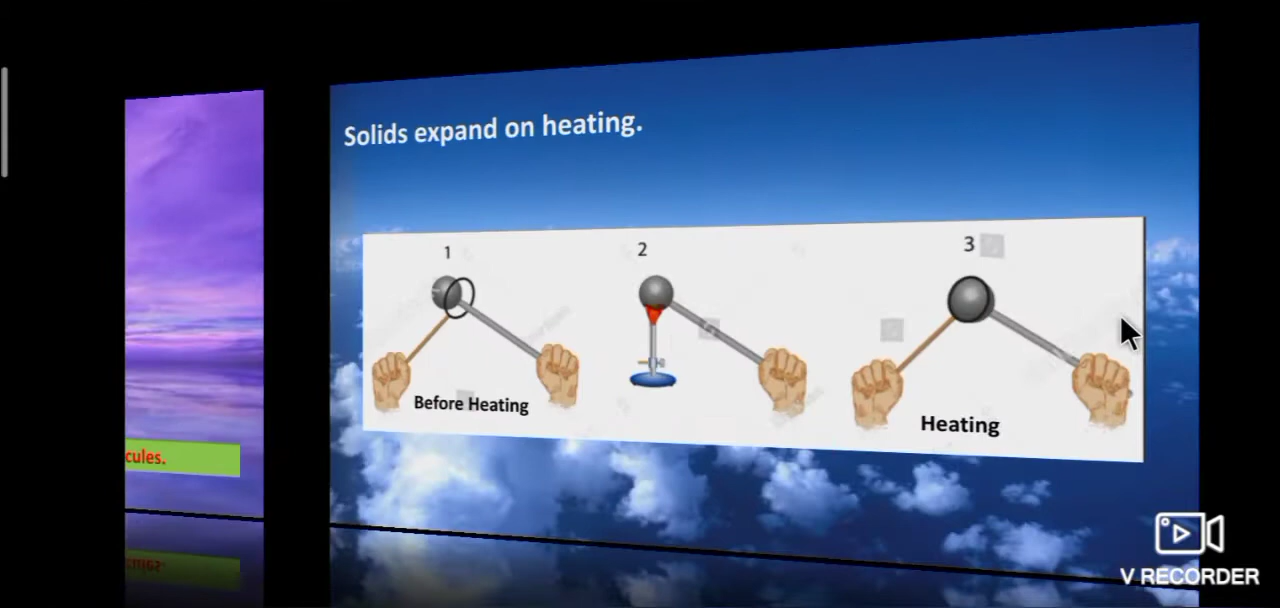 Solids expand on heating.
1
2
3
Before Heating
Heating
cules.
V RECORDER